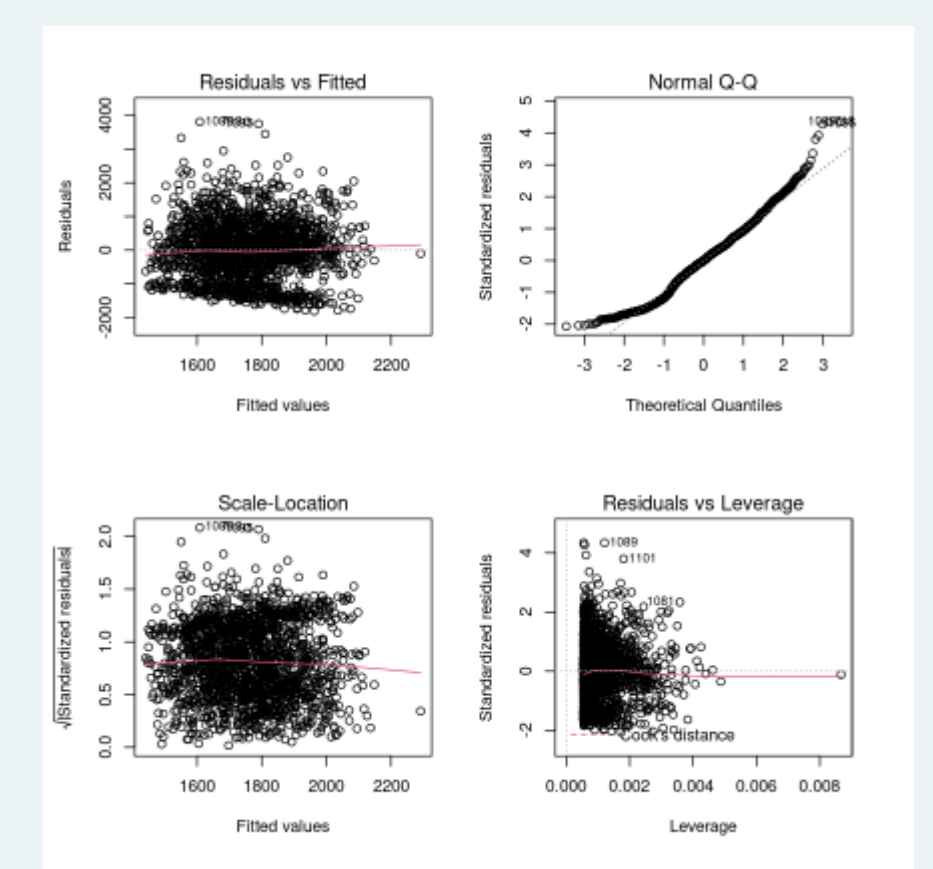 Residuals vs Fitted
Residuals
4000
2000
0
-2000
1600 1800 2000 2200
Fitted values
Normal Q-Q
Standardized residuals
5
4
3
2
1
0
-1
-2
-3 -2 -1 0 1 2 3
Theoretical Quantiles
Scale-Location
√|Standardized residuals|
2.0
1.5
1.0
0.5
0.0
1600 1800 2000 2200
Fitted values
Residuals vs Leverage
Standardized residuals
4
2
0
-2
1089
1101
1081
Cook's distance
0.000 0.002 0.004 0.006 0.008
Leverage